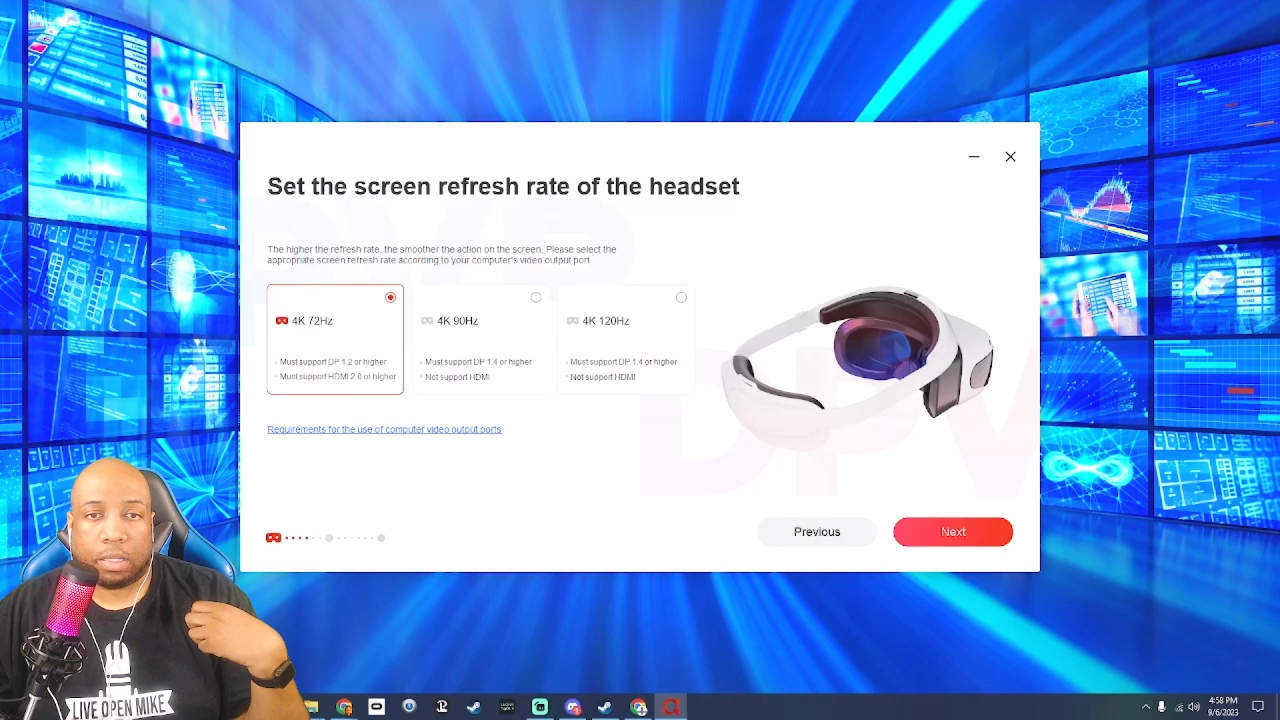 Set the screen refresh rate of the headset
The higher the refresh rate, the smoother the action on the screen. Please select the
appropriate screen refresh rate according to your computer's video output port
4K 72Hz
- Must support DP 1.2 or higher
- Must support HDMI 2.0 or higher
4K 90Hz
- Must support DP 1.4 or higher
- Not support HDMI
4K 120Hz
- Must support DP 1.4 or higher
- Not support HDMI
Requirements for the use of computer video output ports
Previous
Next
LIVE OPEN MIKE
4:58 PM
9/6/2023